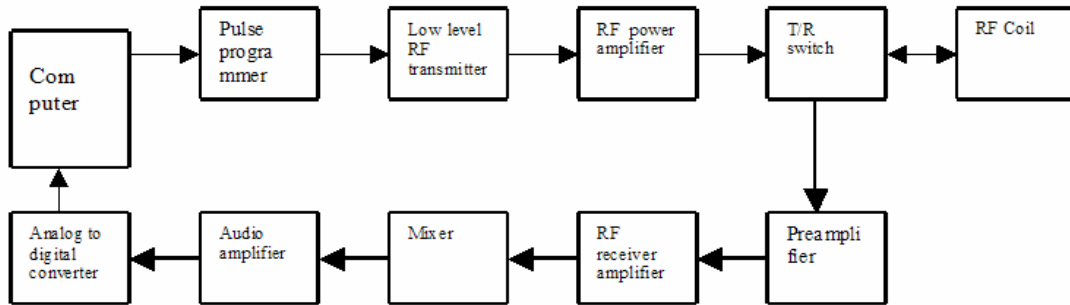 Com
puter
Pulse
progra
mmer
Low level
RF
transmitter
RF power
amplifier
T/R
switch
RF Coil
Analog to
digital
converter
Audio
amplifier
Mixer
RF
receiver
amplifier
Preampli
fier